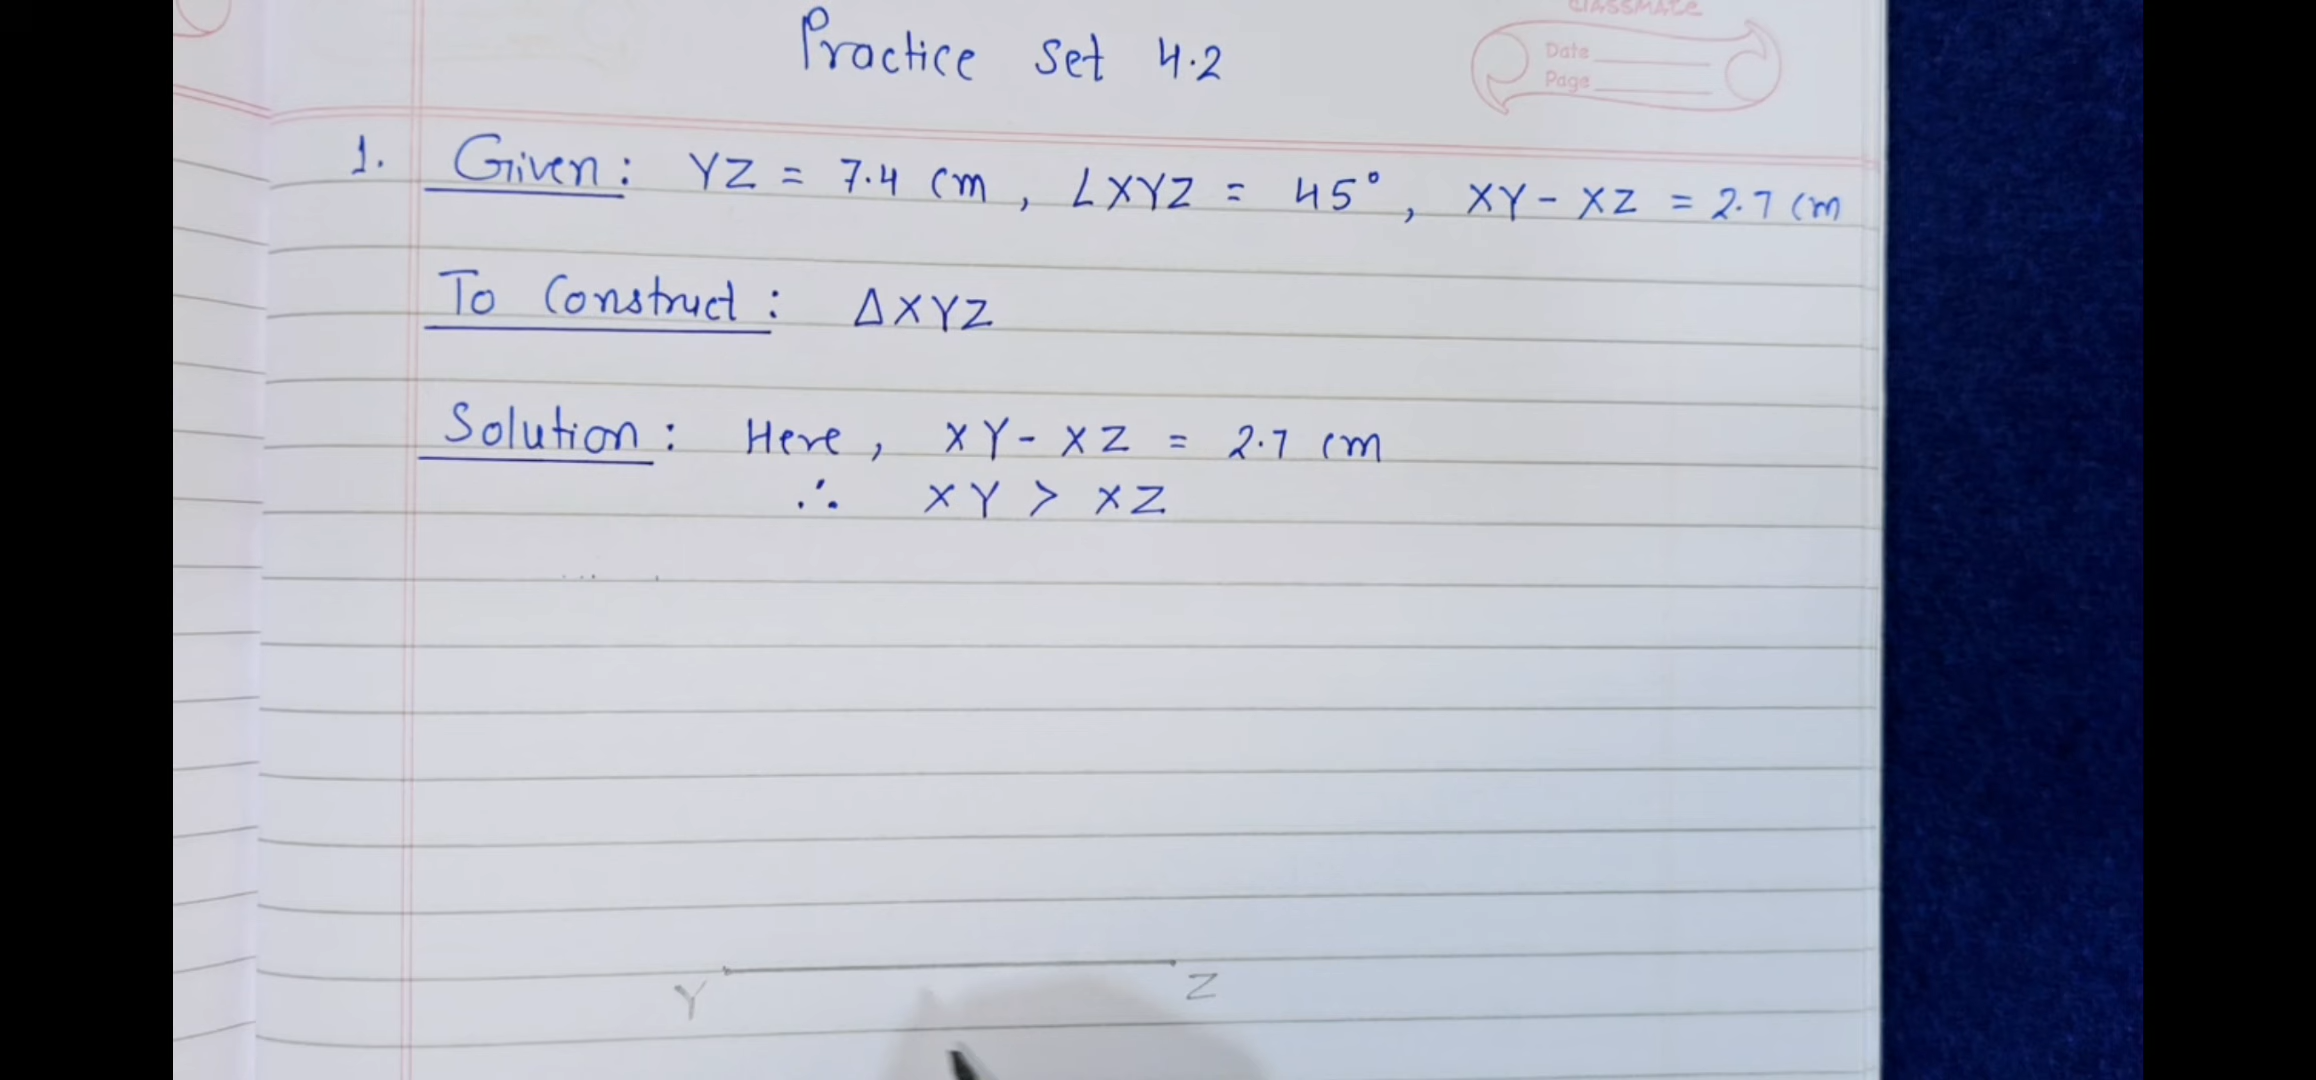 classmate
Date
Page
Practice set 4.2
1. Given: YZ = 7.4 cm, ∠XYZ = 45°, XY - XZ = 2.7 cm
To Construct: ΔXYZ
Solution: Here, XY - XZ = 2.7 cm
∴ XY > XZ
Y Z